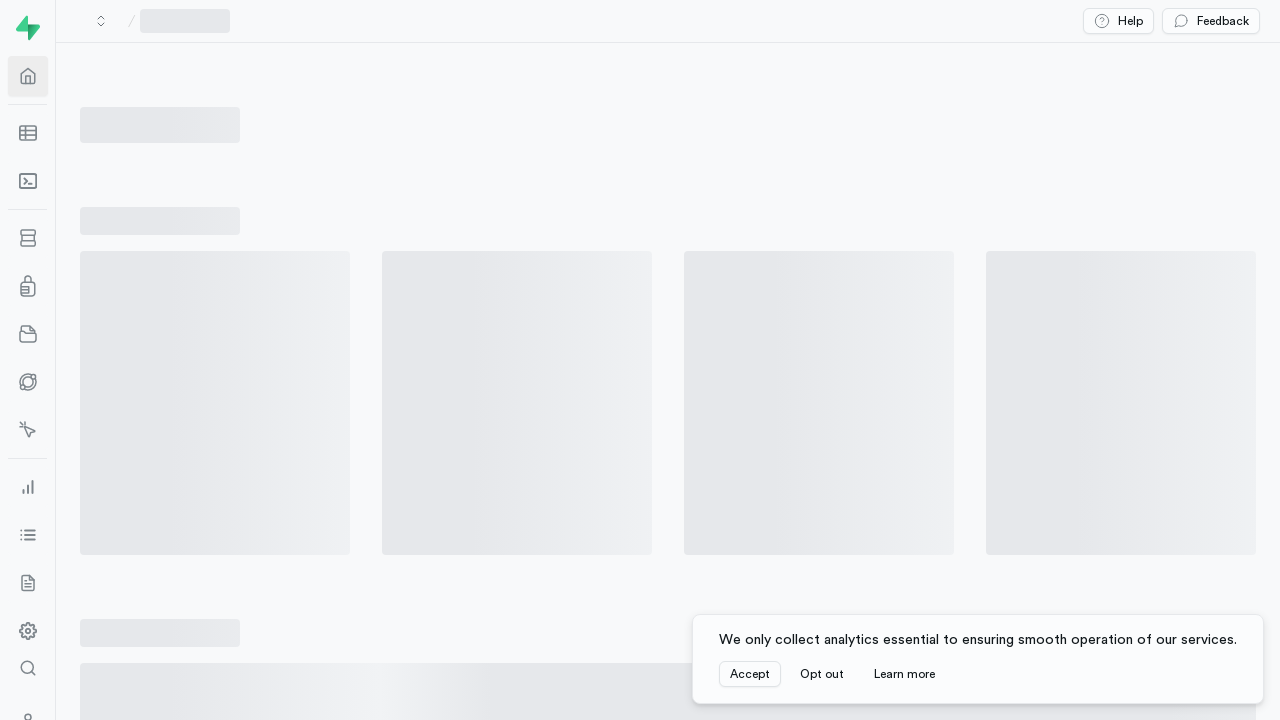 /
Help
Feedback
We only collect analytics essential to ensuring smooth operation of our services.
Accept
Opt out
Learn more